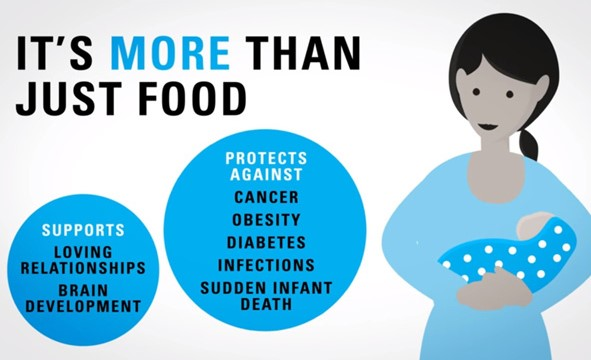 IT'S MORE THAN
JUST FOOD
SUPPORTS
LOVING
RELATIONSHIPS
BRAIN
DEVELOPMENT
PROTECTS
AGAINST
CANCER
OBESITY
DIABETES
INFECTIONS
SUDDEN INFANT
DEATH